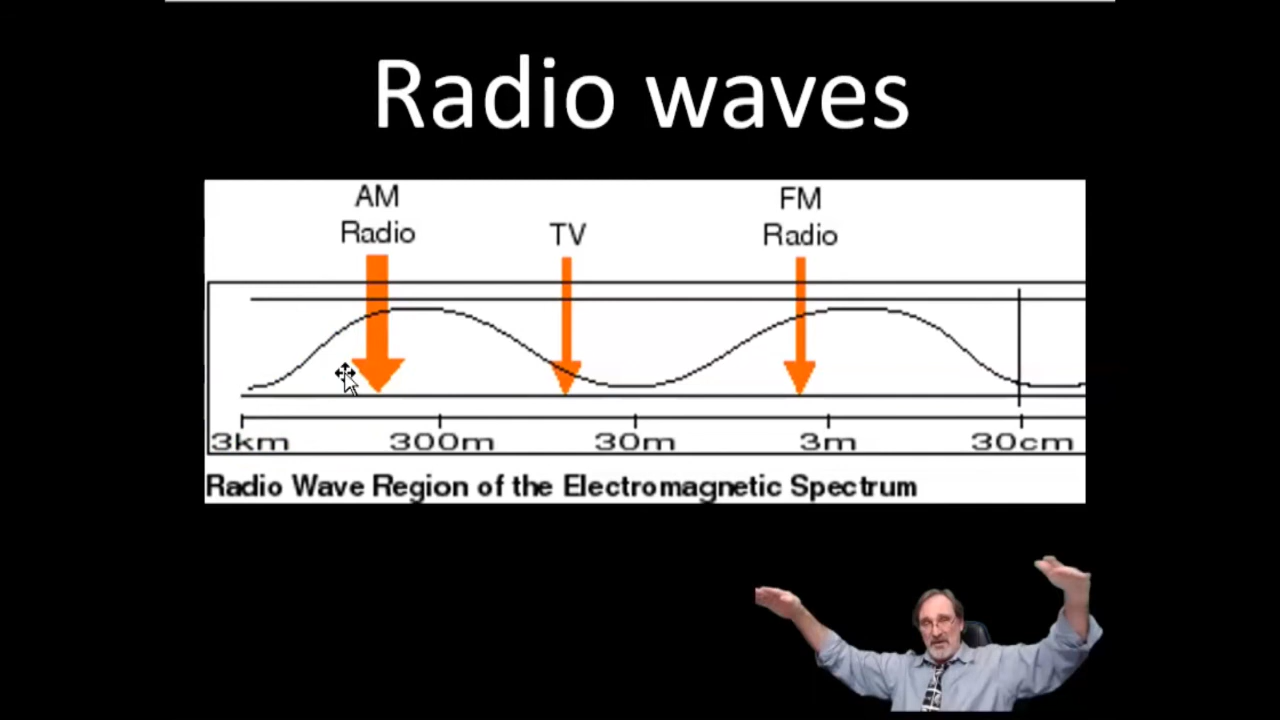 Radio waves
AM
Radio
TV
FM
Radio
3km 300m 30m 3m 30cm
Radio Wave Region of the Electromagnetic Spectrum